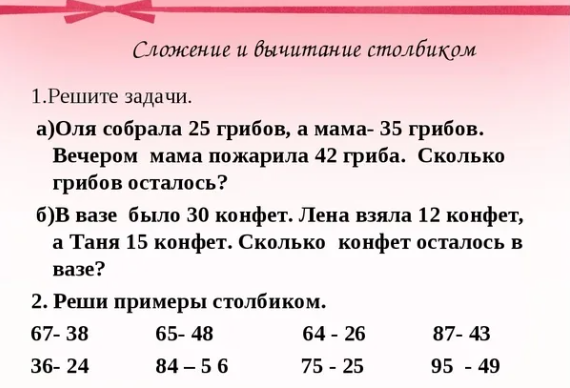 Сложение и вычитание столбиком
1.Решите задачи.
а)Оля собрала 25 грибов, а мама- 35 грибов.
Вечером мама пожарила 42 гриба. Сколько
грибов осталось?
б)В вазе было 30 конфет. Лена взяла 12 конфет,
а Таня 15 конфет. Сколько конфет осталось в
вазе?
2. Реши примеры столбиком.
67- 38 65- 48 64 - 26 87- 43
36- 24 84 – 5 6 75 - 25 95 - 49